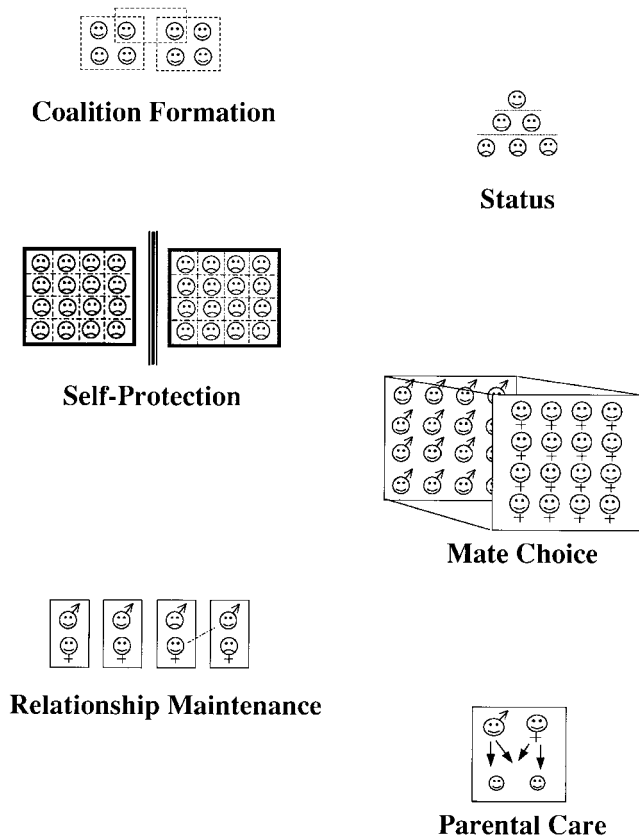 Coalition Formation
Status
Self-Protection
Mate Choice
Relationship Maintenance
Parental Care